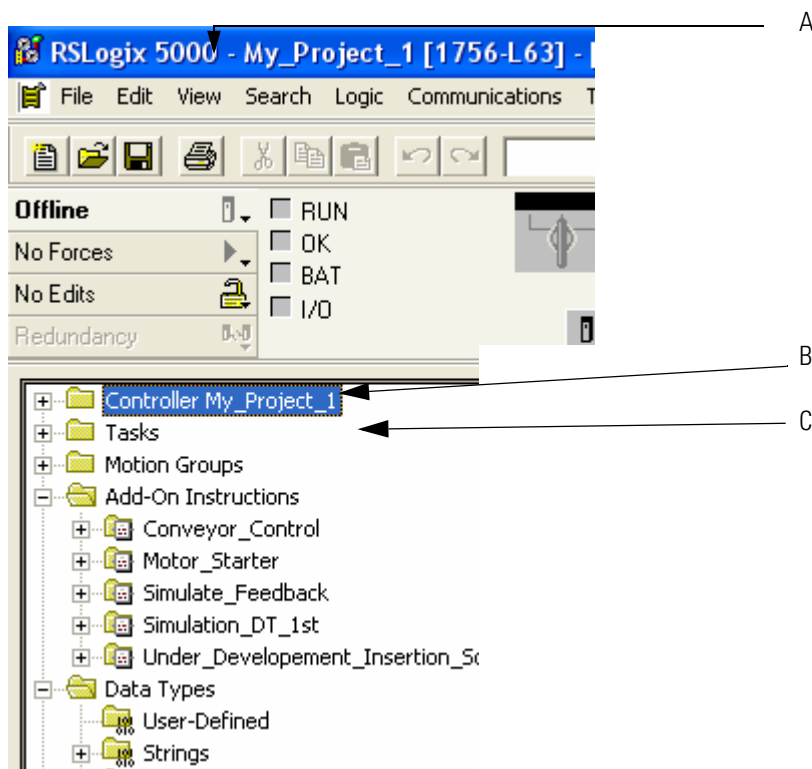 A
RSLogix 5000 - My_Project_1 [1756-L63] - [
File Edit View Search Logic Communications T
Offline
RUN
No Forces
OK
BAT
No Edits
I/O
Redundancy
B
Controller My_Project_1
C
Tasks
Motion Groups
Add-On Instructions
Conveyor_Control
Motor_Starter
Simulate_Feedback
Simulation_DT_1st
Under_Developement_Insertion_Sc
Data Types
User-Defined
Strings